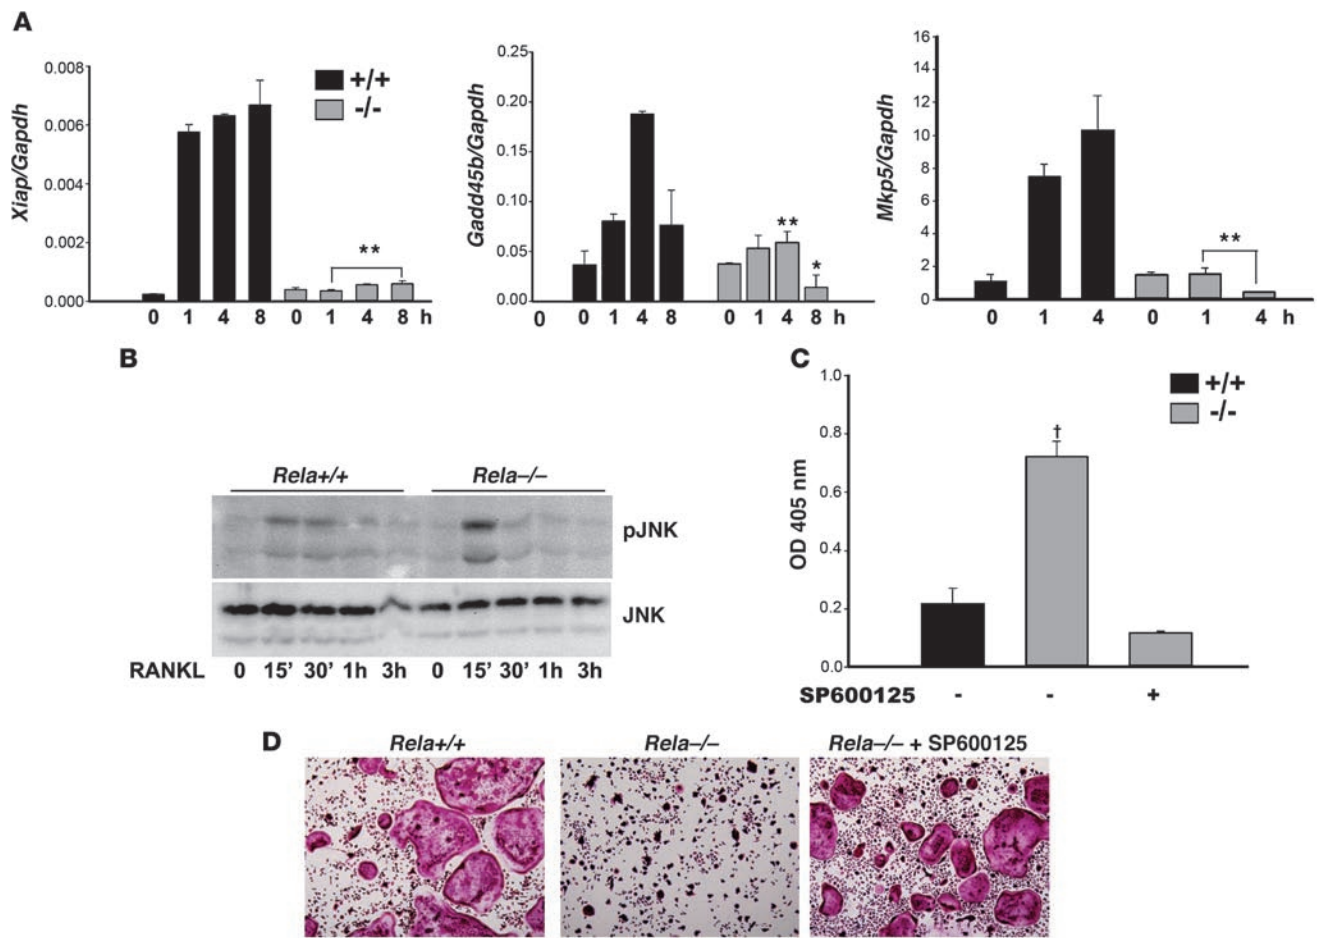 A
Xiap/Gapdh
0.008
0.006
0.004
0.002
0.000
+/+
-/-
**
0 1 4 8 0 1 4 8 h
Gadd45b/Gapdh
0.25
0.20
0.15
0.10
0.05
0.00
**
*
0 0 1 4 8 0 1 4 8 h
Mkp5/Gapdh
16
14
12
10
8
6
4
2
0
**
0 1 4 0 1 4 h
B
Rela+/+ Rela–/–
pJNK
JNK
RANKL 0 15’ 30’ 1h 3h 0 15’ 30’ 1h 3h
C
OD 405 nm
1.0
0.8
0.6
0.4
0.2
0.0
+/+
-/-
†
SP600125 - - +
D
Rela+/+ Rela–/– Rela–/– + SP600125